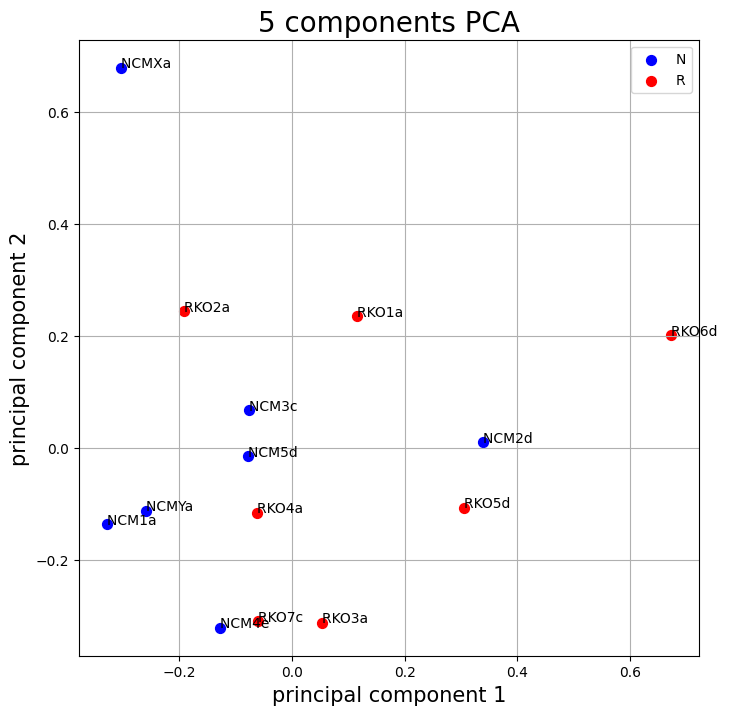 5 components PCA
NCMXa
N
R
0.6
0.4
RKO2a
RKO1a
RKO6d
0.2
NCM3c
NCM2d
0.0
NCM5d
NCMYa
RKO4a
RKO5d
NCM1a
−0.2
NCM4e
RKO7c
RKO3a
−0.2 0.0 0.2 0.4 0.6
principal component 1
principal component 2